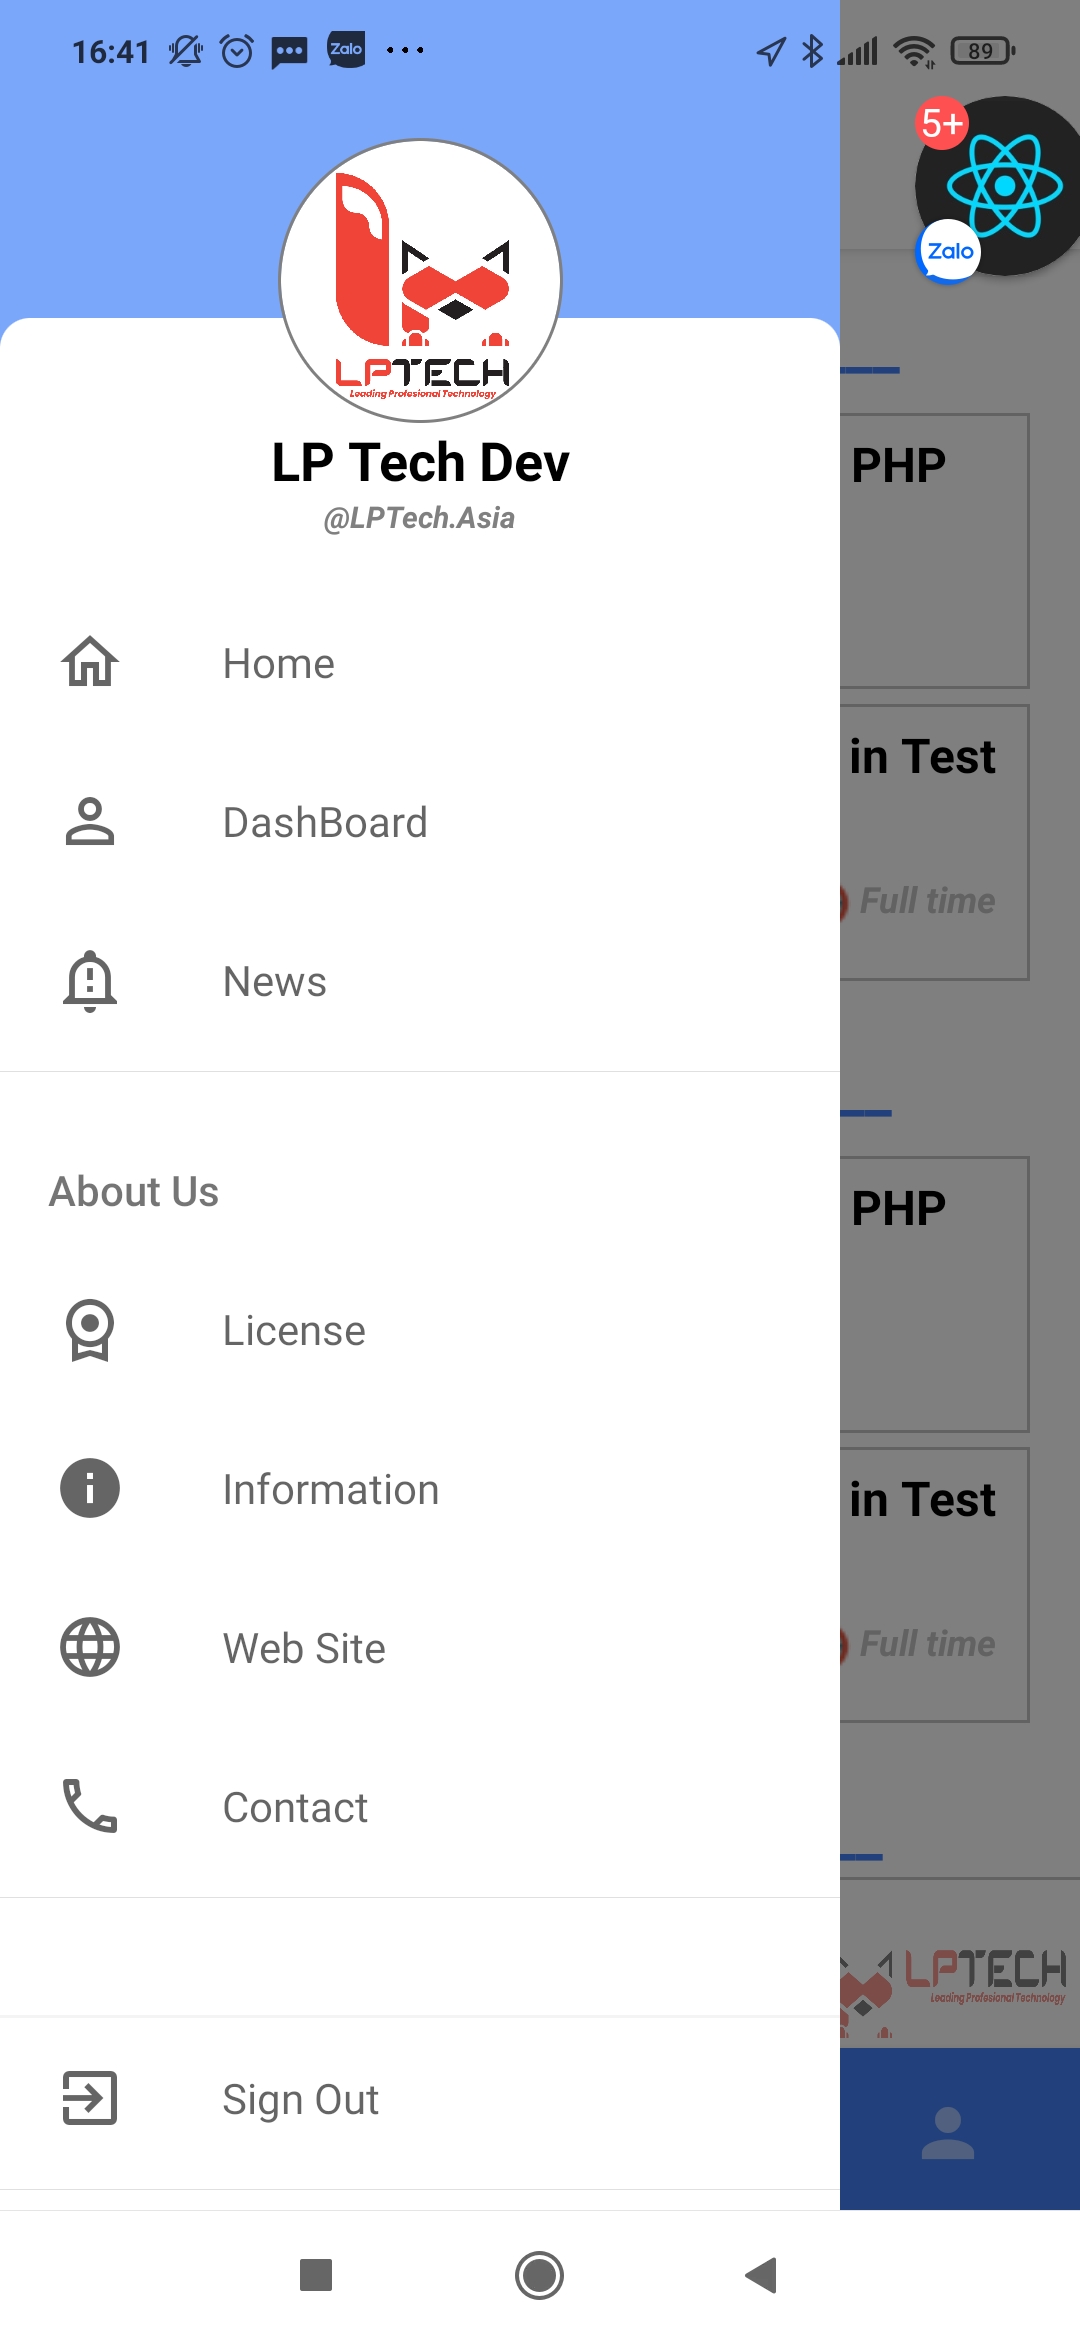 16:41
Zalo
89
5+
Zalo
LPTECH
Leading Profesional Technology
LP Tech Dev
@LPTech.Asia
PHP
Home
in Test
DashBoard
Full time
News
About Us
PHP
License
Information
in Test
Web Site
Full time
Contact
LPTECH
Leading Profesional Technology
Sign Out